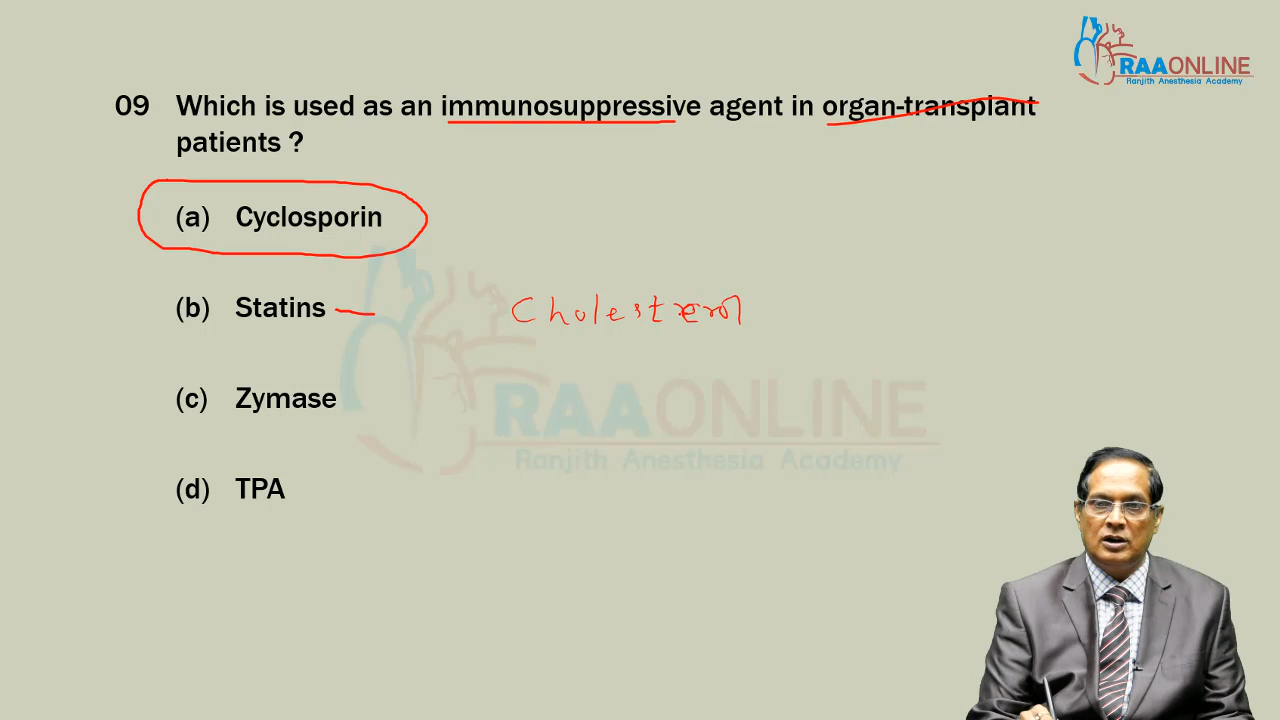 RAAONLINE
Ranjith Anesthesia Academy
09 Which is used as an immunosuppressive agent in organ-transplant
patients ?
(a) Cyclosporin
(b) Statins Cholesterol
(c) Zymase
(d) TPA
RAAONLINE
Ranjith Anesthesia Academy